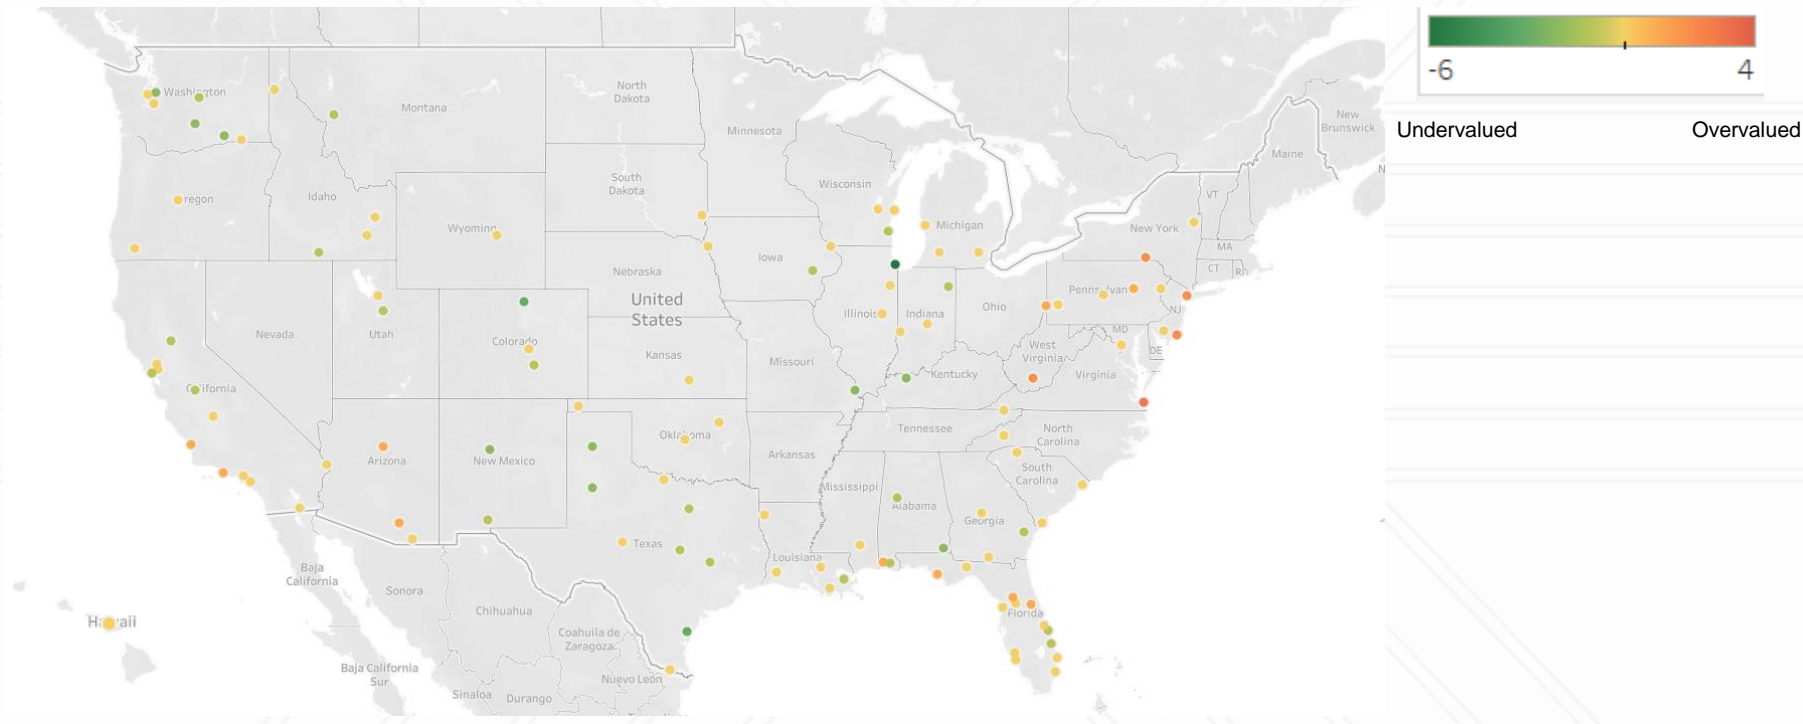 -6
4
Undervalued
Overvalued
Washington
Montana
North
Dakota
Minnesota
New
Brunswick
Maine
Oregon
Idaho
South
Dakota
Wisconsin
VT
Wyoming
Michigan
New York
MA
CT
RI
Iowa
Nebraska
United
States
Illinois
Indiana
Ohio
Pennsylvania
NJ
Nevada
Utah
Colorado
Kansas
Missouri
West
Virginia
MD
DE
Kentucky
Virginia
California
Arizona
New Mexico
Oklahoma
Arkansas
Tennessee
North
Carolina
South
Carolina
Mississippi
Alabama
Georgia
Texas
Louisiana
Baja
California
Sonora
Chihuahua
Coahuila de
Zaragoza
Florida
Hawaii
Baja California
Sur
Sinaloa
Durango
Nuevo León